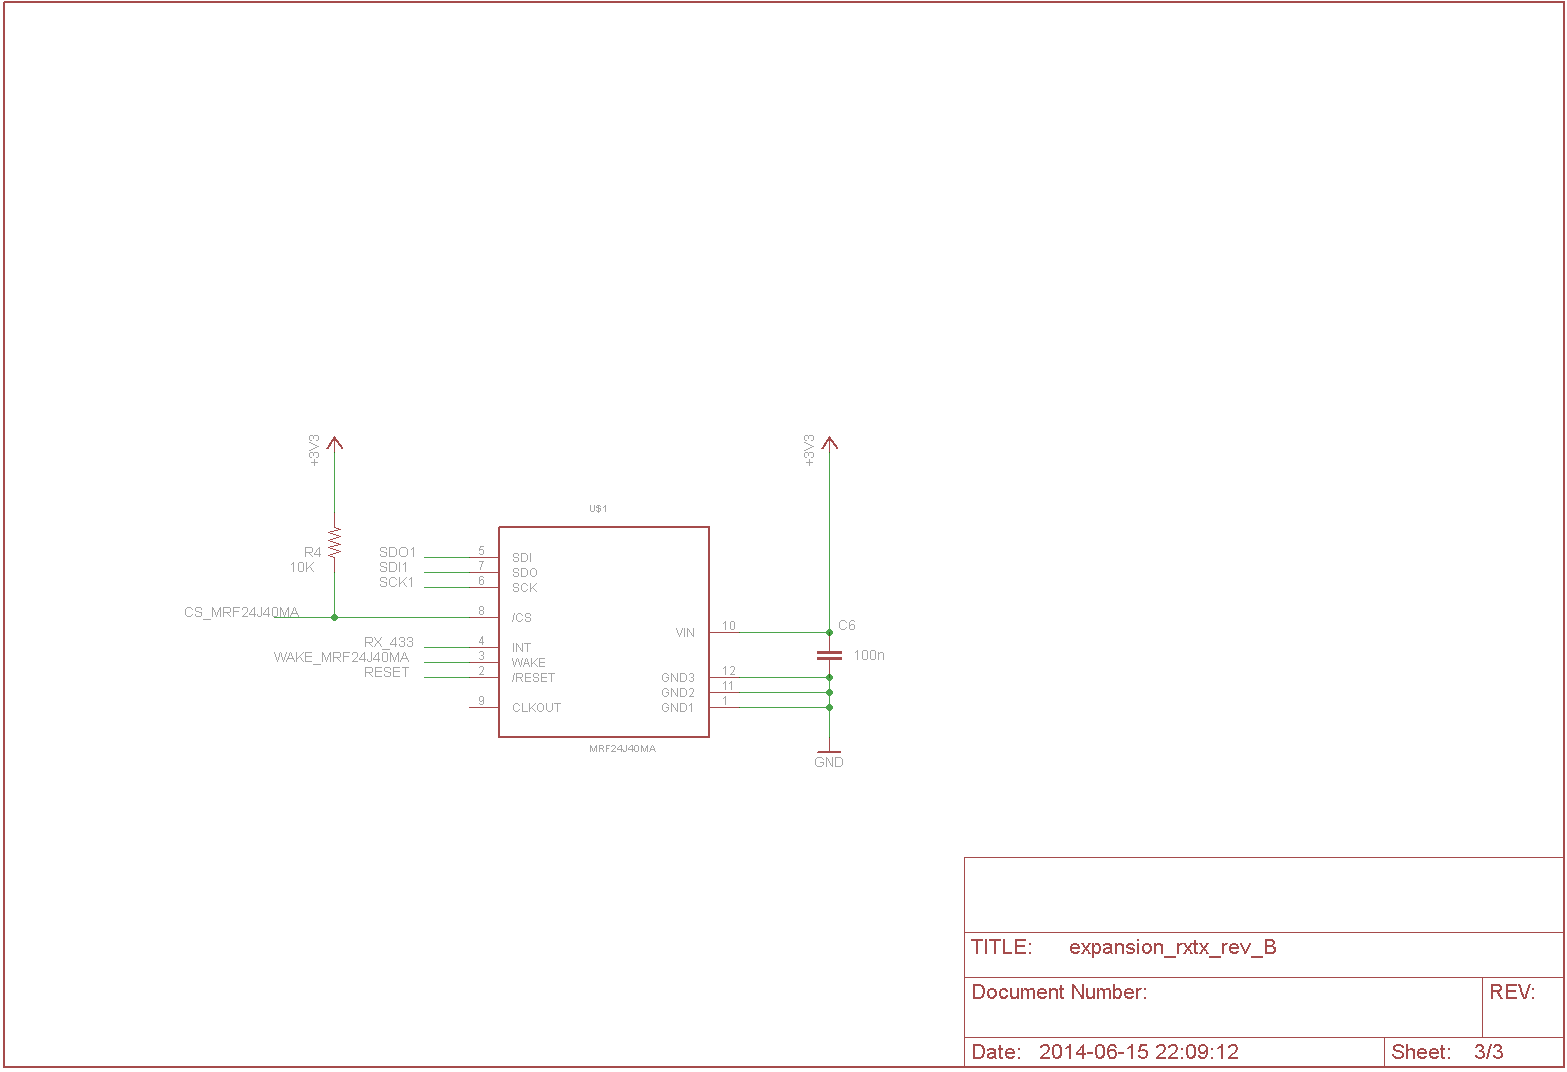 +3V3
+3V3
U$1
R4
10K
SDO1 5 SDI
SDI1 7 SDO
SCK1 6 SCK
CS_MRF24J40MA 8 /CS
RX_433 4 INT
WAKE_MRF24J40MA 3 WAKE
RESET 2 /RESET
9 CLKOUT
VIN 10
C6
100n
GND3 12
GND2 11
GND1 1
MRF24J40MA
GND
TITLE: expansion_rxtx_rev_B
Document Number:
REV:
Date: 2014-06-15 22:09:12
Sheet: 3/3